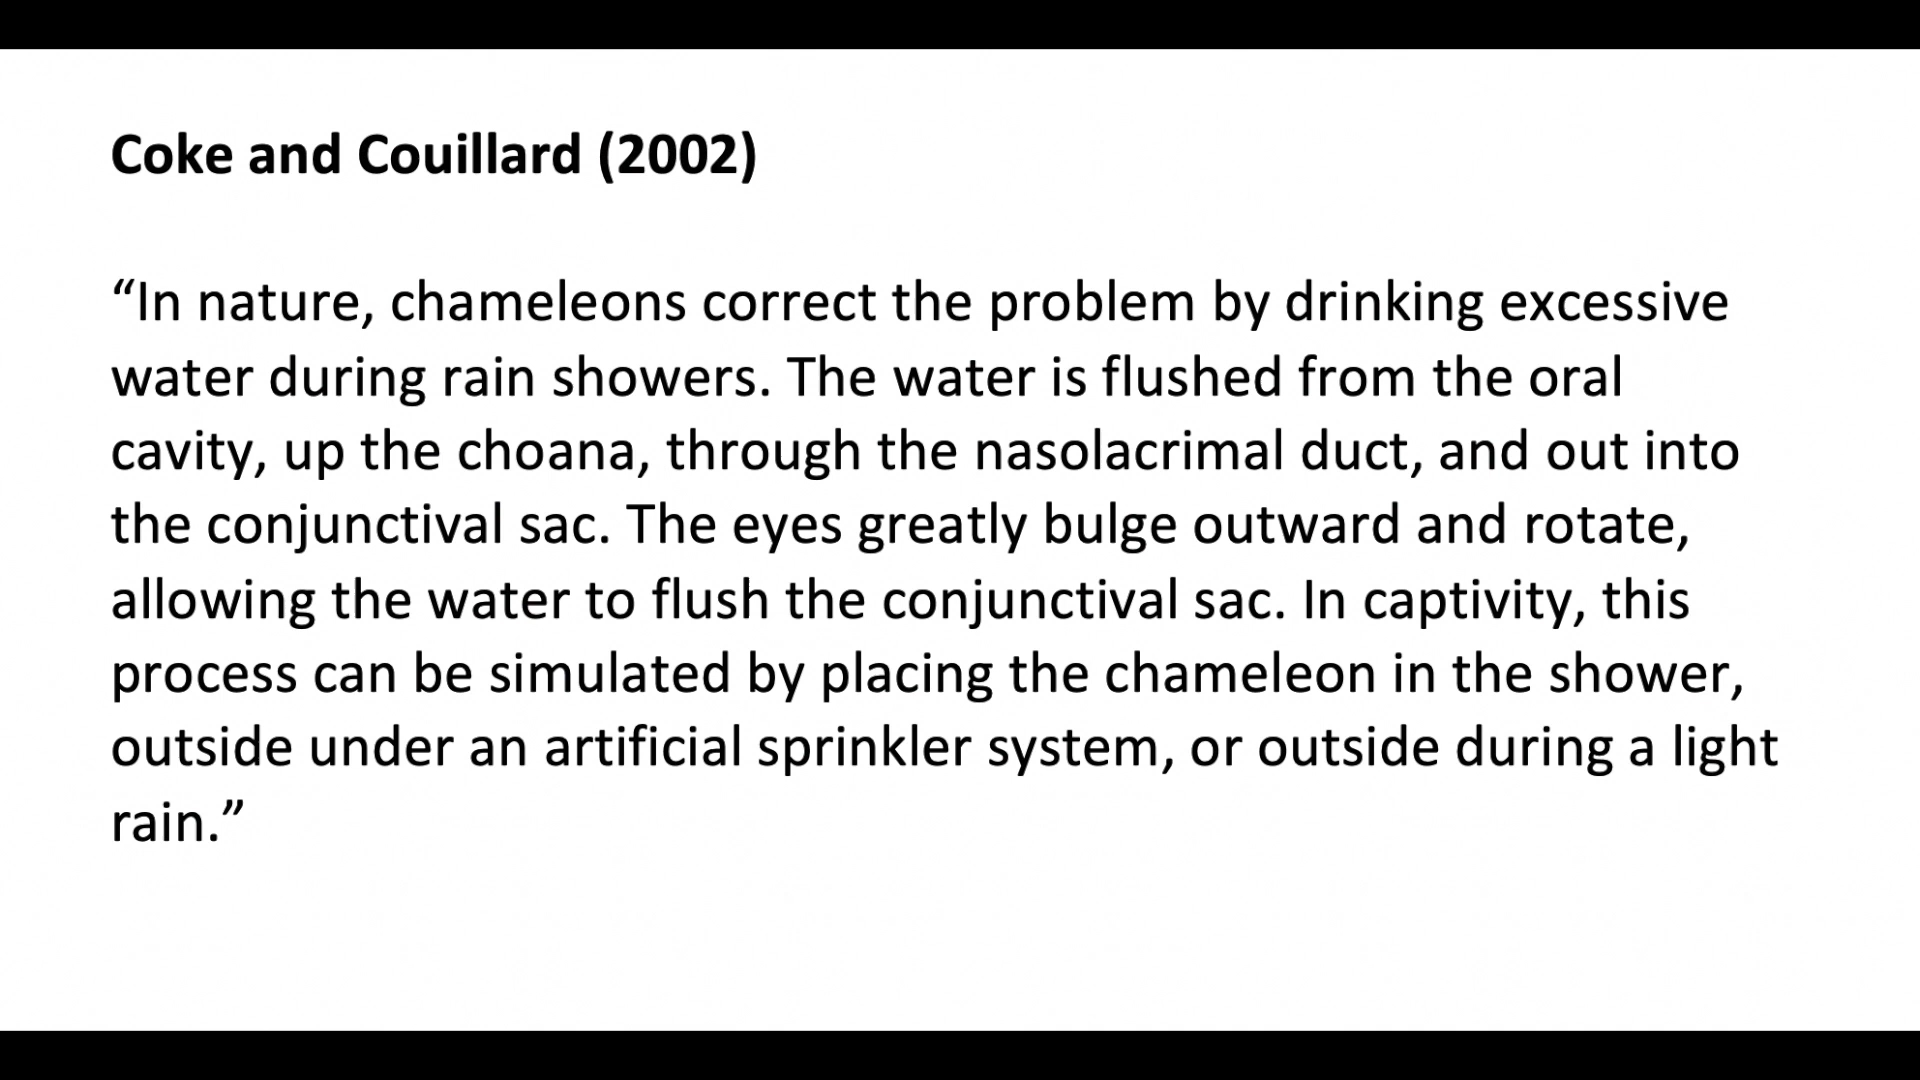 Coke and Couillard (2002)
“In nature, chameleons correct the problem by drinking excessive
water during rain showers. The water is flushed from the oral
cavity, up the choana, through the nasolacrimal duct, and out into
the conjunctival sac. The eyes greatly bulge outward and rotate,
allowing the water to flush the conjunctival sac. In captivity, this
process can be simulated by placing the chameleon in the shower,
outside under an artificial sprinkler system, or outside during a light
rain.”